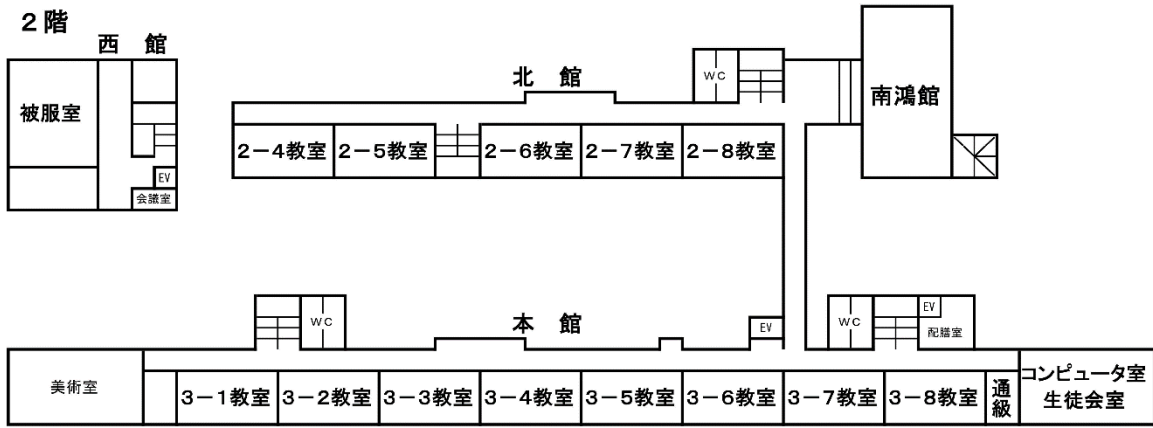 ２階
西　館
被服室
EV
会議室
北　館
WC
２－４教室
２－５教室
２－６教室
２－７教室
２－８教室
南鴻館
本　館
WC
EV
WC
EV
配膳室
美術室
３－１教室
３－２教室
３－３教室
３－４教室
３－５教室
３－６教室
３－７教室
３－８教室
通級
コンピュータ室
生徒会室